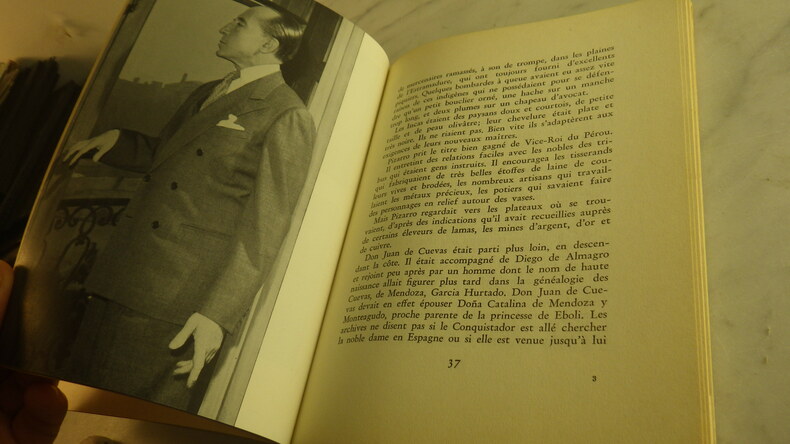 de mercenaires ramassés, à son de trompe, dans les plaines
de l'Estramadure, qui ont toujours fourni d'excellents
pigeons. Quelques bombardes à queue avaient eu assez vite
raison de ces indigènes qui ne possédaient pour se défen-
dre qu'un petit bouclier orné, une hache sur un manche
trop long, et deux plumes sur un chapeau d'avocat.
Les Incas étaient des paysans doux et courtois, de petite
taille et de peau olivâtre; leur chevelure était plate et
très noire. Ils ne riaient pas. Bien vite ils s'adaptèrent aux
exigences de leurs nouveaux maîtres.
Pizarro prit le titre bien gagné de Vice-Roi du Pérou.
Il entretint des relations faciles avec les nobles des tri-
bus qui étaient gens instruits. Il encouragea les tisserands
qui fabriquaient de très belles étoffes de laine de cou-
leurs vives et brodées, les nombreux artisans qui travail-
laient les métaux précieux, les potiers qui savaient faire
des personnages en relief autour des vases.
Mais Pizarro regardait vers les plateaux où se trou-
vaient, d'après des indications qu'il avait recueillies auprès
de certains éleveurs de lamas, les mines d'argent, d'or et
de cuivre.
Don Juan de Cuevas était parti plus loin, en descen-
dant la côte. Il était accompagné de Diego de Almagro
et rejoint peu après par un homme dont le nom de haute
naissance allait figurer plus tard dans la généalogie des
Cuevas, de Mendoza, Garcia Hurtado. Don Juan de Cue-
vas devait en effet épouser Doña Catalina de Mendoza y
Montragudo, proche parente de la princesse de Eboli. Les
archives ne disent pas si le Conquistador est allé chercher
la noble dame en Espagne ou si elle est venue jusqu'à lui
37
3